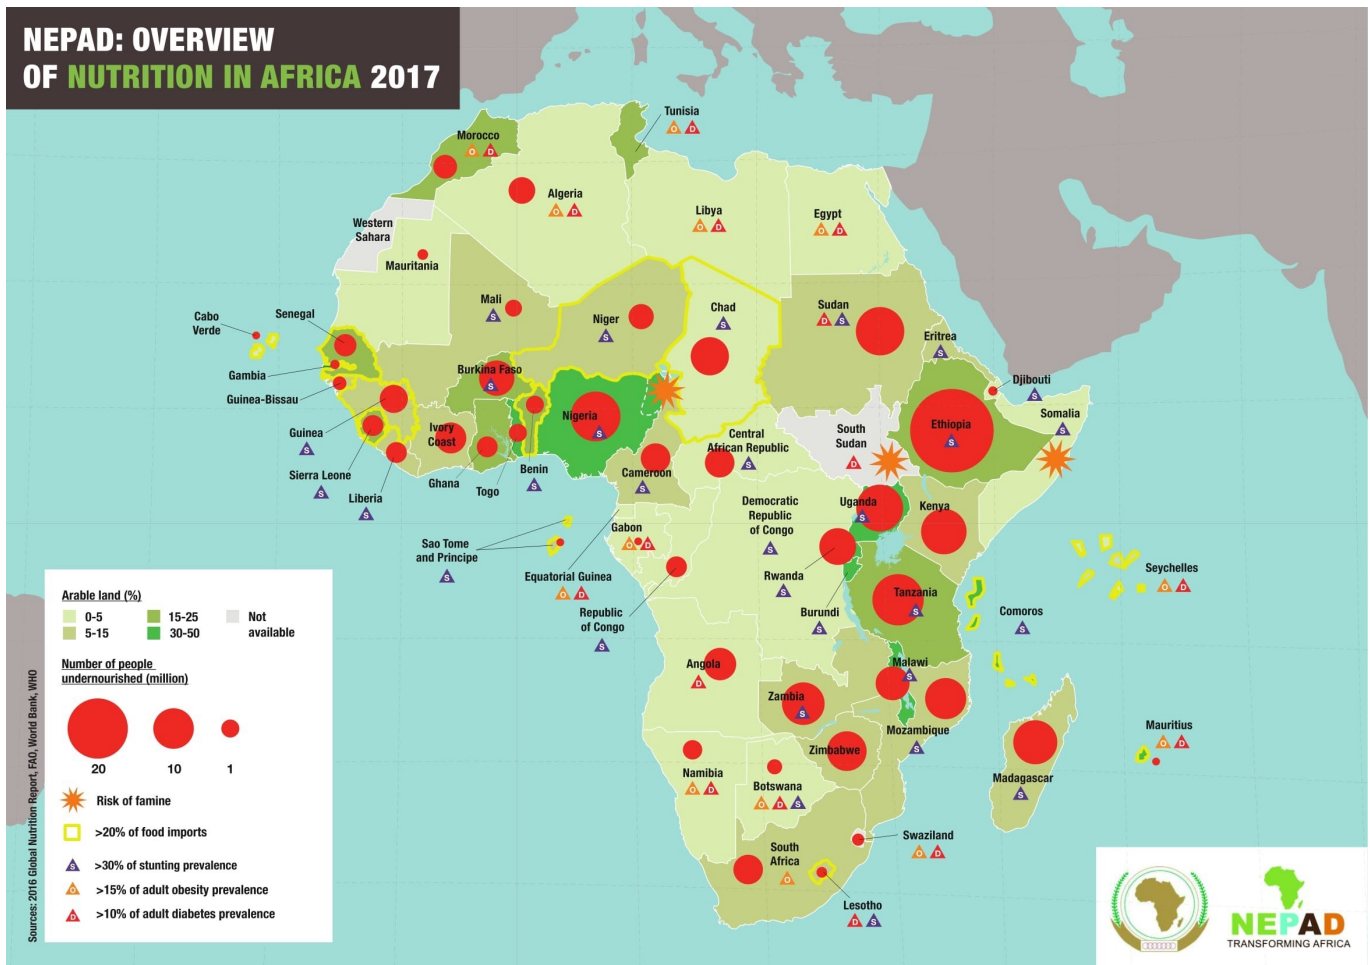 NEPAD: OVERVIEW
OF NUTRITION IN AFRICA 2017
Tunisia
O D
Morocco
O D
Algeria
O D
Libya
O D
Egypt
O D
Western
Sahara
Mauritania
Mali
S
Niger
S
Chad
S
Sudan
D S
Eritrea
S
Cabo
Verde
Senegal
Gambia
Guinea-Bissau
Burkina Faso
S
Djibouti
S
Somalia
S
Guinea
S
Ivory
Coast
Nigeria
S
Central
African Republic
S
South
Sudan
D
Ethiopia
S
Sierra Leone
S
Liberia
S
Ghana
Togo
Benin
S
Cameroon
S
Democratic
Republic
of Congo
S
Uganda
S
Kenya
Sao Tome
and Principe
S
Gabon
O D
Equatorial Guinea
O D
Republic
of Congo
S
Rwanda
S
Burundi
S
Tanzania
S
Seychelles
O D
Comoros
S
Angola
D
Zambia
S
Malawi
S
Mozambique
S
Zimbabwe
Madagascar
S
Mauritius
O D
Namibia
O D
Botswana
O D S
South
Africa
O
Swaziland
O D
Lesotho
D S
Arable land (%)
0-5
15-25
Not
available
5-15
30-50
Number of people
undernourished (million)
20
10
1
Risk of famine
>20% of food imports
S >30% of stunting prevalence
O >15% of adult obesity prevalence
D >10% of adult diabetes prevalence
Sources: 2016 Global Nutrition Report, FAO, World Bank, WHO
NEPAD
TRANSFORMING AFRICA